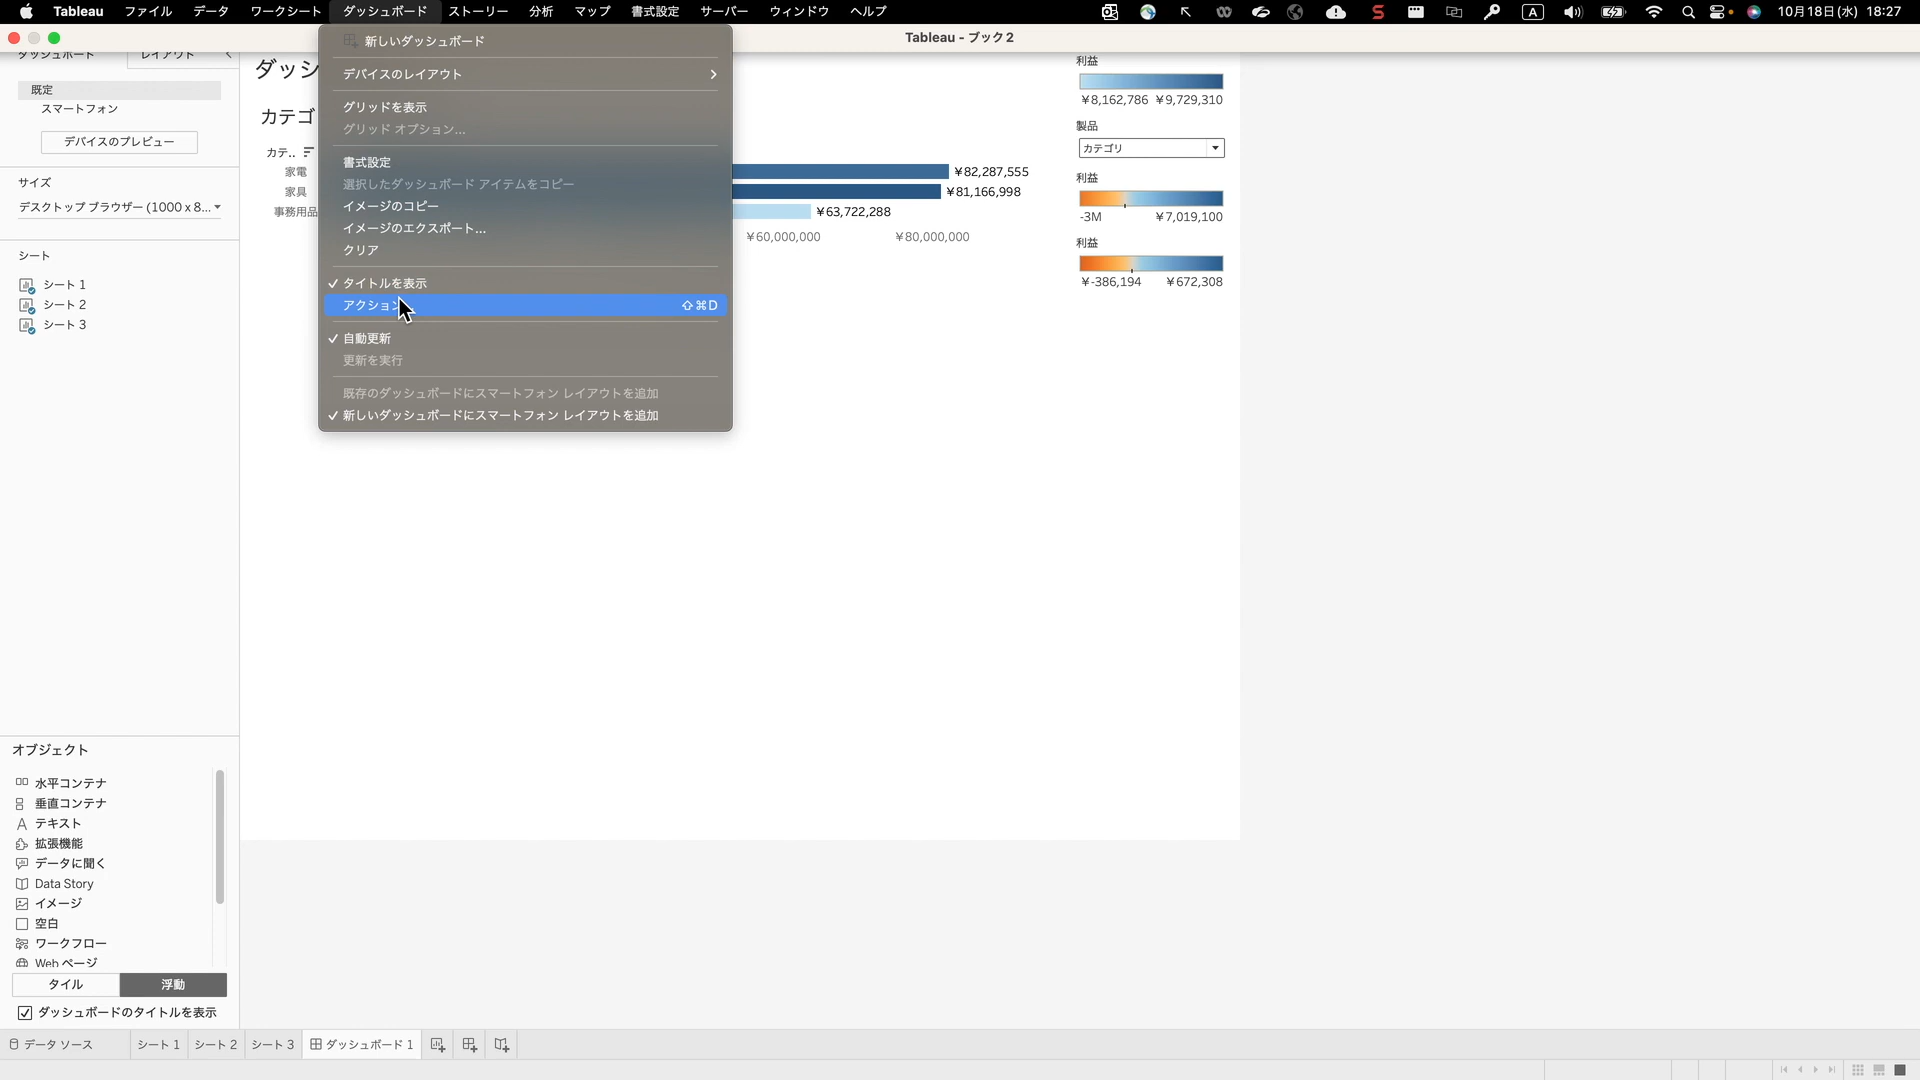 Tableau ファイル データ ワークシート ダッシュボード ストーリー 分析 マップ 書式設定 サーバー ウィンドウ ヘルプ A 10月18日(水) 18:27
Tableau - ブック2
ダッシュボード レイアウト
既定
スマートフォン
デバイスのプレビュー
サイズ
デスクトップ ブラウザー (1000 x 8...
シート
シート 1
シート 2
シート 3
オブジェクト
水平コンテナ
垂直コンテナ
テキスト
拡張機能
データに聞く
Data Story
イメージ
空白
ワークフロー
Web ページ
タイル 浮動
ダッシュボードのタイトルを表示
新しいダッシュボード
デバイスのレイアウト
グリッドを表示
グリッド オプション...
書式設定
選択したダッシュボード アイテムをコピー
イメージのコピー
イメージのエクスポート...
クリア
タイトルを表示
アクション ⇧⌘D
自動更新
更新を実行
既存のダッシュボードにスマートフォン レイアウトを追加
新しいダッシュボードにスマートフォン レイアウトを追加
ダッシ
カテゴ
カテ..
家電 ¥82,287,555
家具 ¥81,166,998
事務用品 ¥63,722,288
¥60,000,000 ¥80,000,000
利益
¥8,162,786 ¥9,729,310
製品
カテゴリ
利益
-3M ¥7,019,100
利益
¥-386,194 ¥672,308
データ ソース シート 1 シート 2 シート 3 ダッシュボード 1